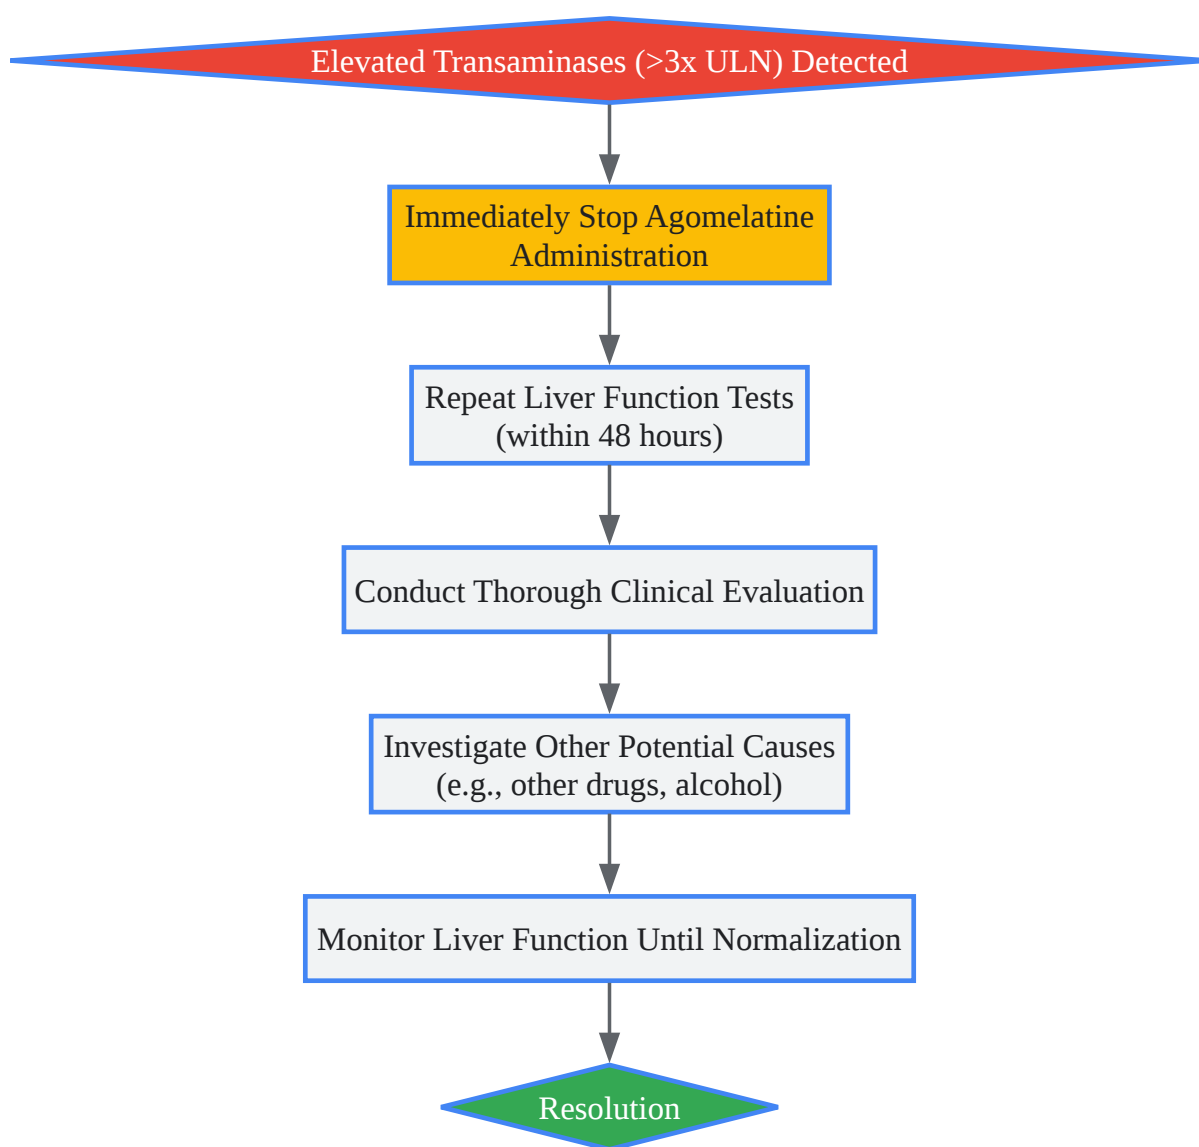 Elevated Transaminases (>3x ULN) Detected
Immediately Stop Agomelatine
Administration
Repeat Liver Function Tests
(within 48 hours)
Conduct Thorough Clinical Evaluation
Investigate Other Potential Causes
(e.g., other drugs, alcohol)
Monitor Liver Function Until Normalization
Resolution